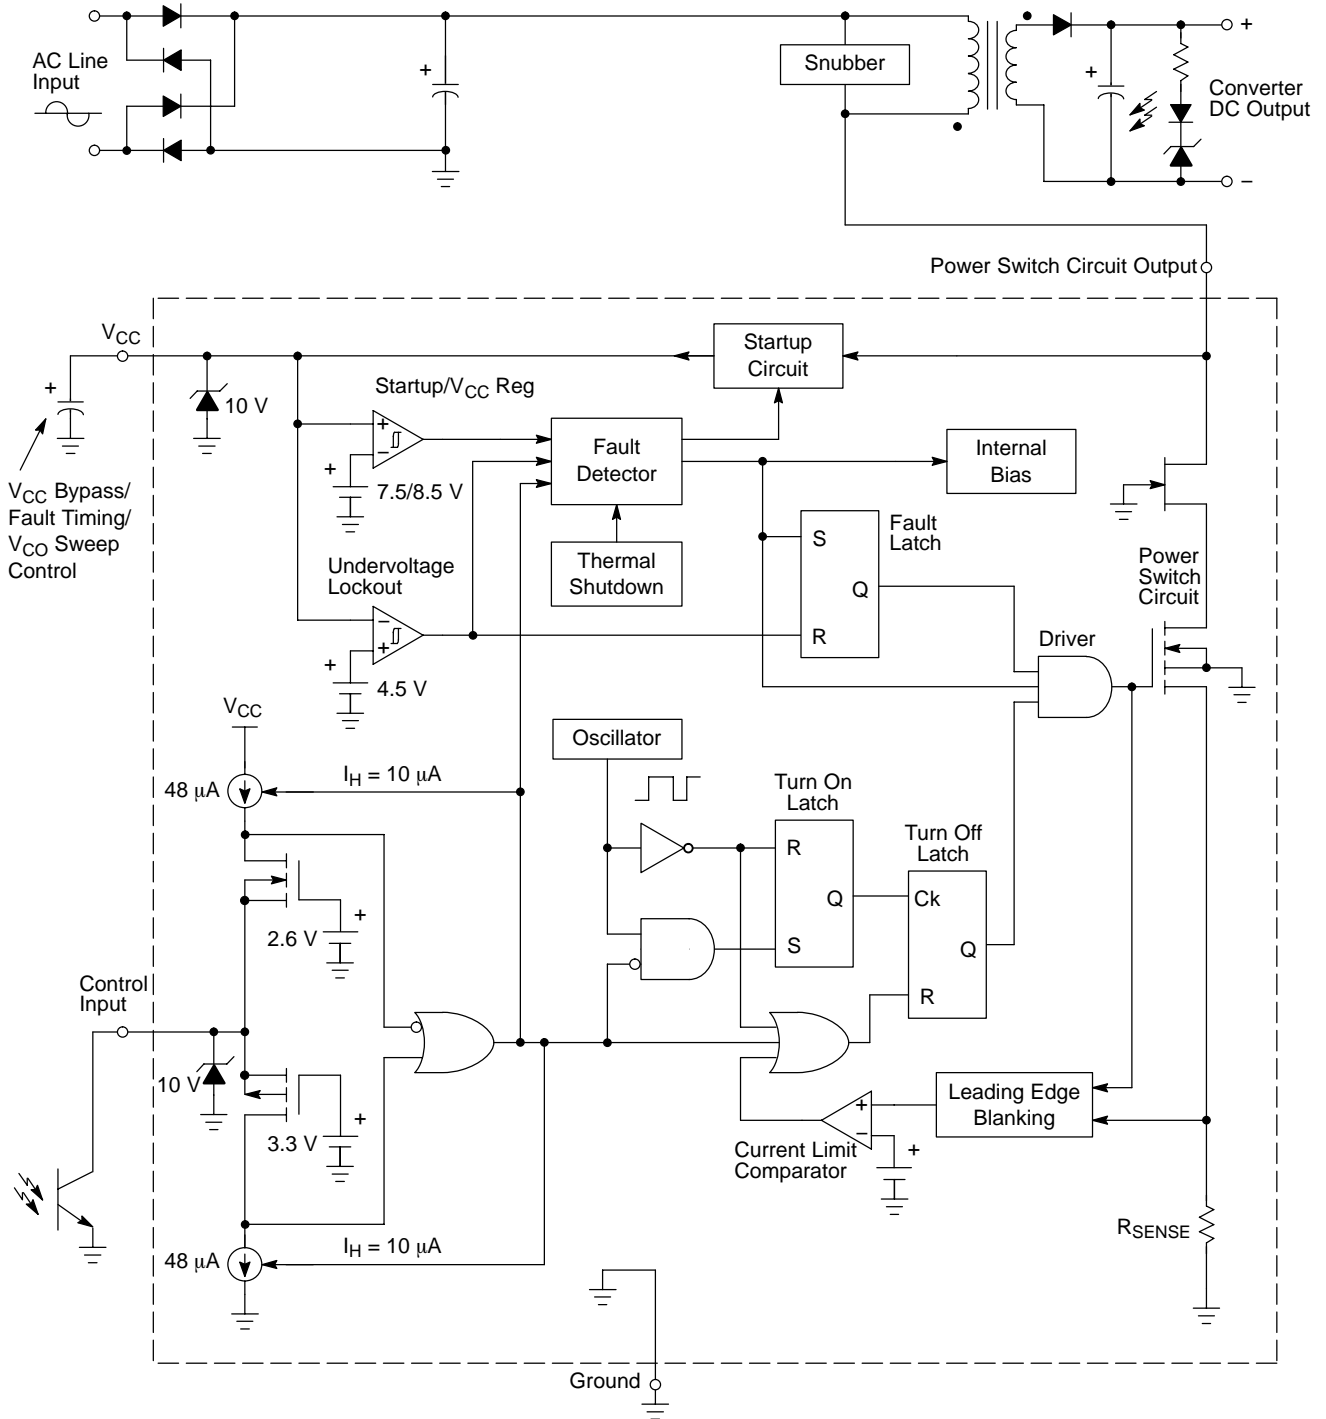 AC Line
Input
+
Snubber
+
+
Converter
DC Output
−
Power Switch Circuit Output
VCC
Startup
Circuit
+
10 V
Startup/VCC Reg
+
−
+
7.5/8.5 V
Fault
Detector
Internal
Bias
VCC Bypass/
Fault Timing/
VCO Sweep
Control
Thermal
Shutdown
S
Q
R
Fault
Latch
Power
Switch
Circuit
Undervoltage
Lockout
−
+
+
4.5 V
Driver
VCC
Oscillator
48 µA
IH = 10 µA
Turn On
Latch
R
Q
S
Turn Off
Latch
Ck
Q
R
+
2.6 V
Control
Input
10 V
+
3.3 V
Leading Edge
Blanking
+
−
+
Current Limit
Comparator
RSENSE
48 µA
IH = 10 µA
Ground